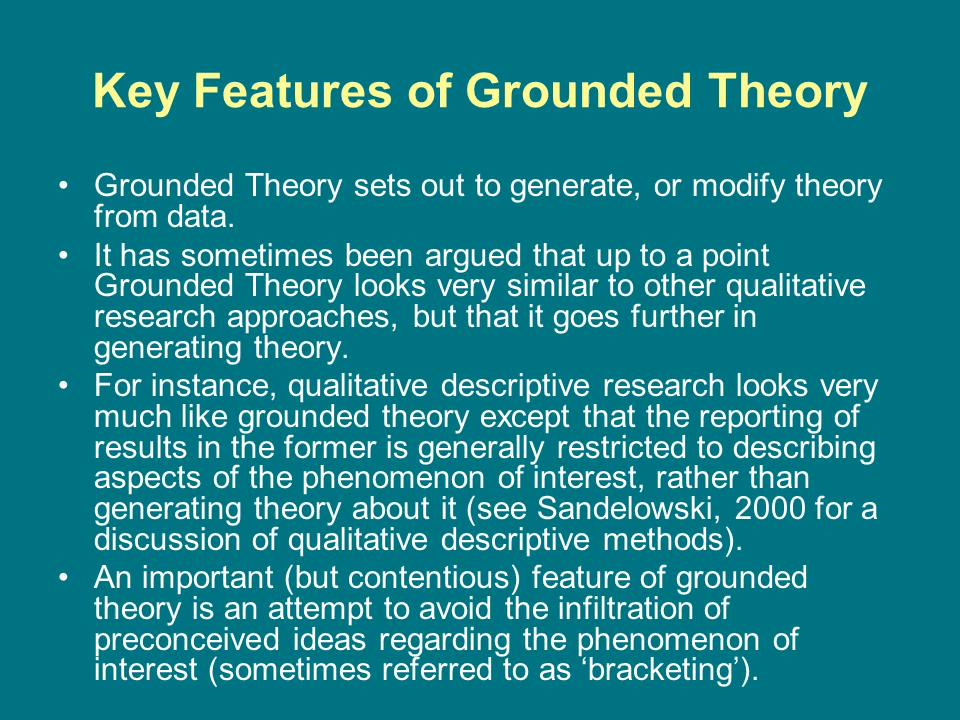 Key Features of Grounded Theory
• Grounded Theory sets out to generate, or modify theory
from data.
• It has sometimes been argued that up to a point
Grounded Theory looks very similar to other qualitative
research approaches, but that it goes further in
generating theory.
• For instance, qualitative descriptive research looks very
much like grounded theory except that the reporting of
results in the former is generally restricted to describing
aspects of the phenomenon of interest, rather than
generating theory about it (see Sandelowski, 2000 for a
discussion of qualitative descriptive methods).
• An important (but contentious) feature of grounded
theory is an attempt to avoid the infiltration of
preconceived ideas regarding the phenomenon of
interest (sometimes referred to as ‘bracketing’).